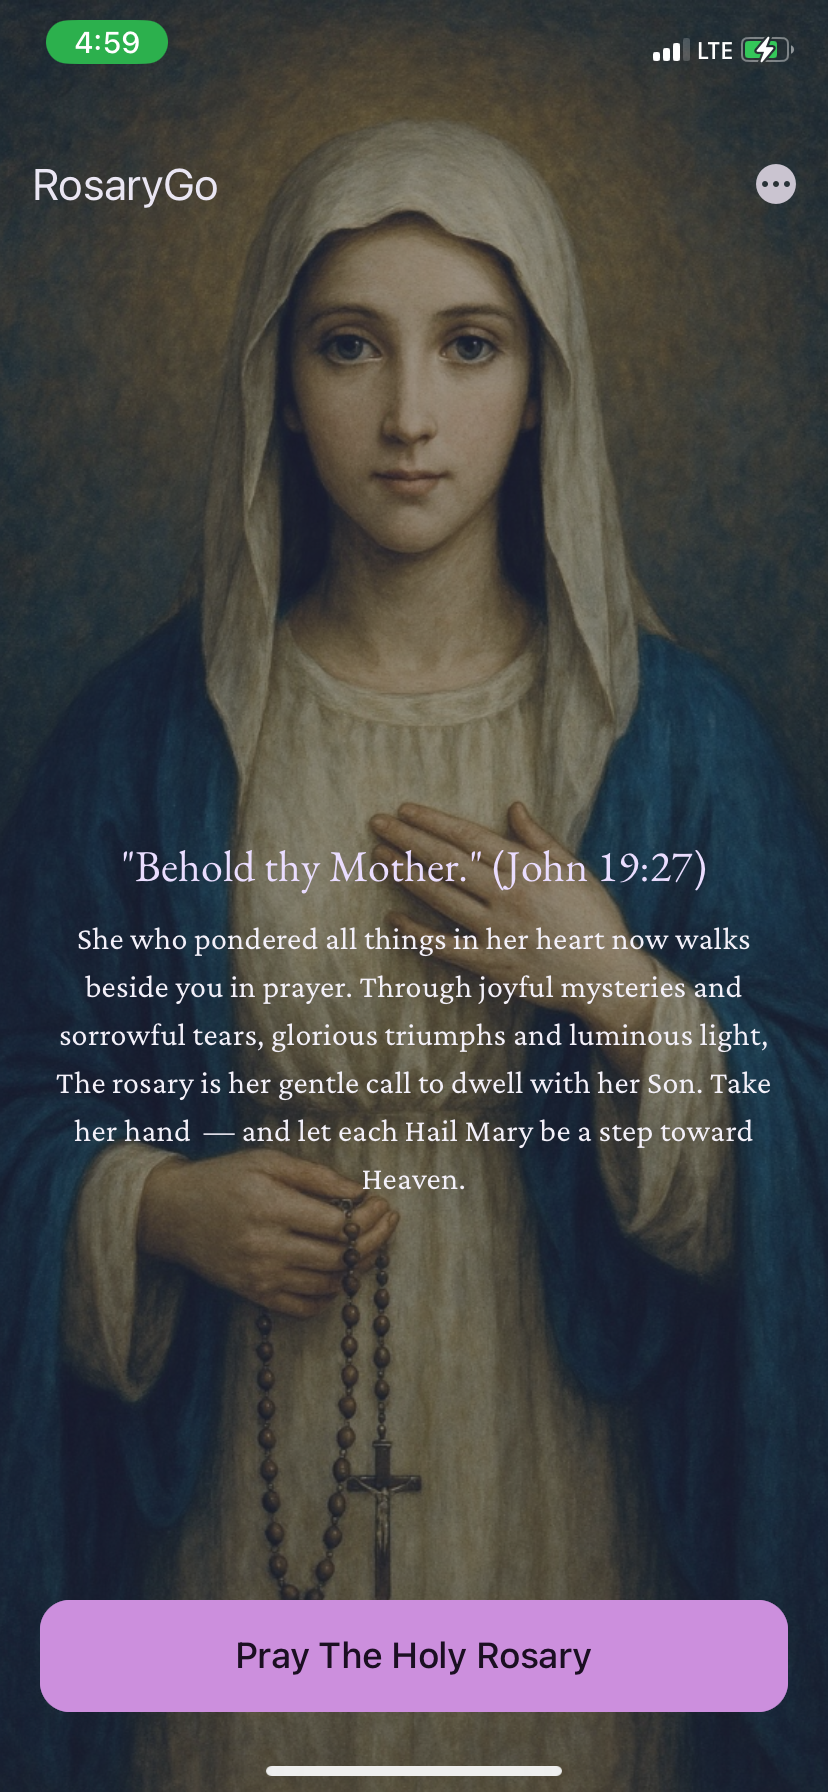 4:59
LTE
RosaryGo
"Behold thy Mother." (John 19:27)
She who pondered all things in her heart now walks
beside you in prayer. Through joyful mysteries and
sorrowful tears, glorious triumphs and luminous light,
The rosary is her gentle call to dwell with her Son. Take
her hand — and let each Hail Mary be a step toward
Heaven.
Pray The Holy Rosary